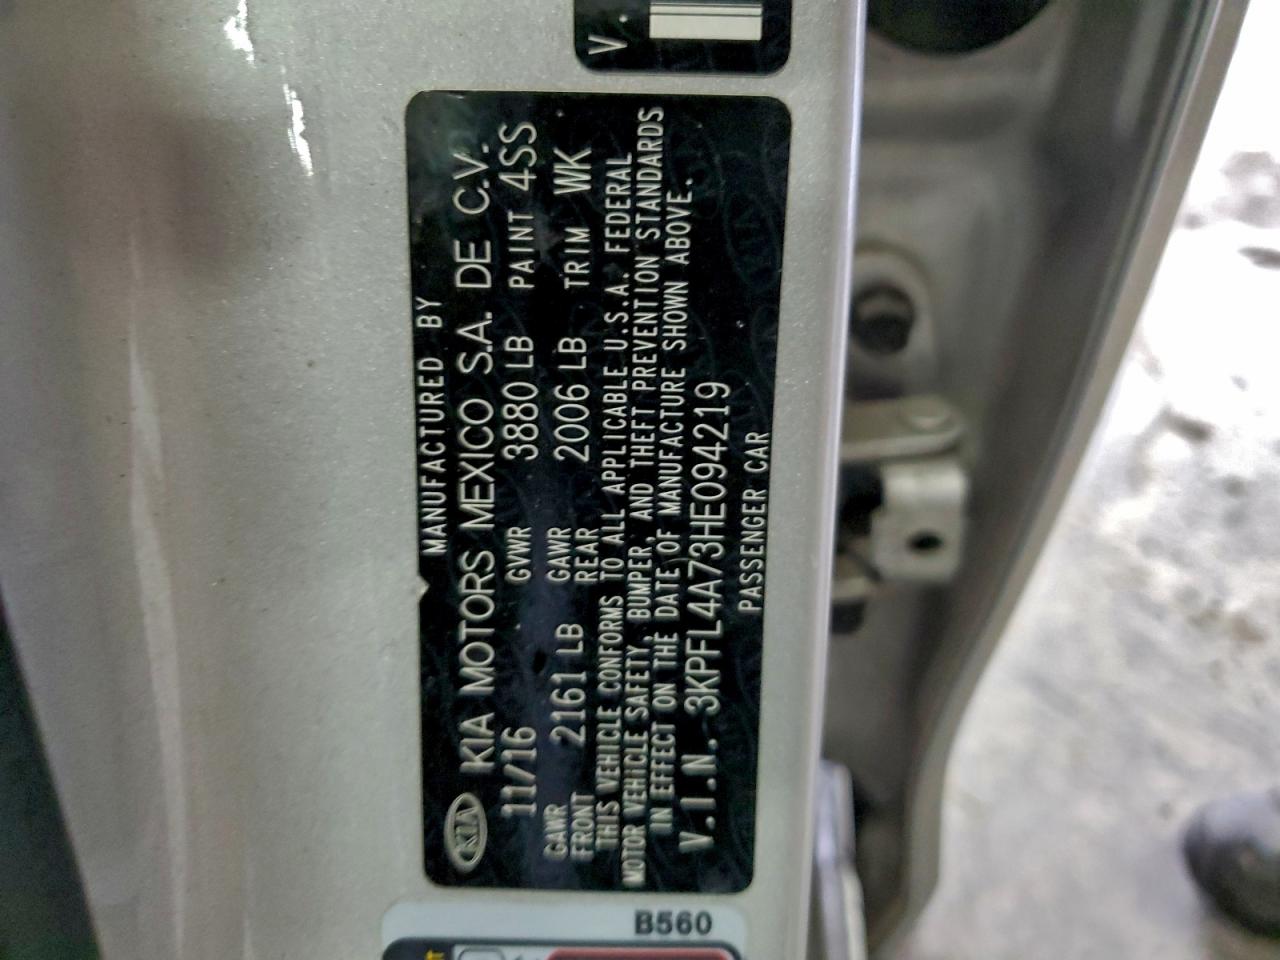 V.
MANUFACTURED BY
KIA KIA MOTORS MEXICO S.A. DE C.V.
11/16 GVWR 3880 LB PAINT 4SS
GAWR FRONT 2161 LB GAWR REAR 2006 LB TRIM WK
THIS VEHICLE CONFORMS TO ALL APPLICABLE U.S.A. FEDERAL
MOTOR VEHICLE SAFETY, BUMPER, AND THEFT PREVENTION STANDARDS
IN EFFECT ON THE DATE OF MANUFACTURE SHOWN ABOVE.
V.I.N. 3KPFL4A73HE094219
PASSENGER CAR
B560